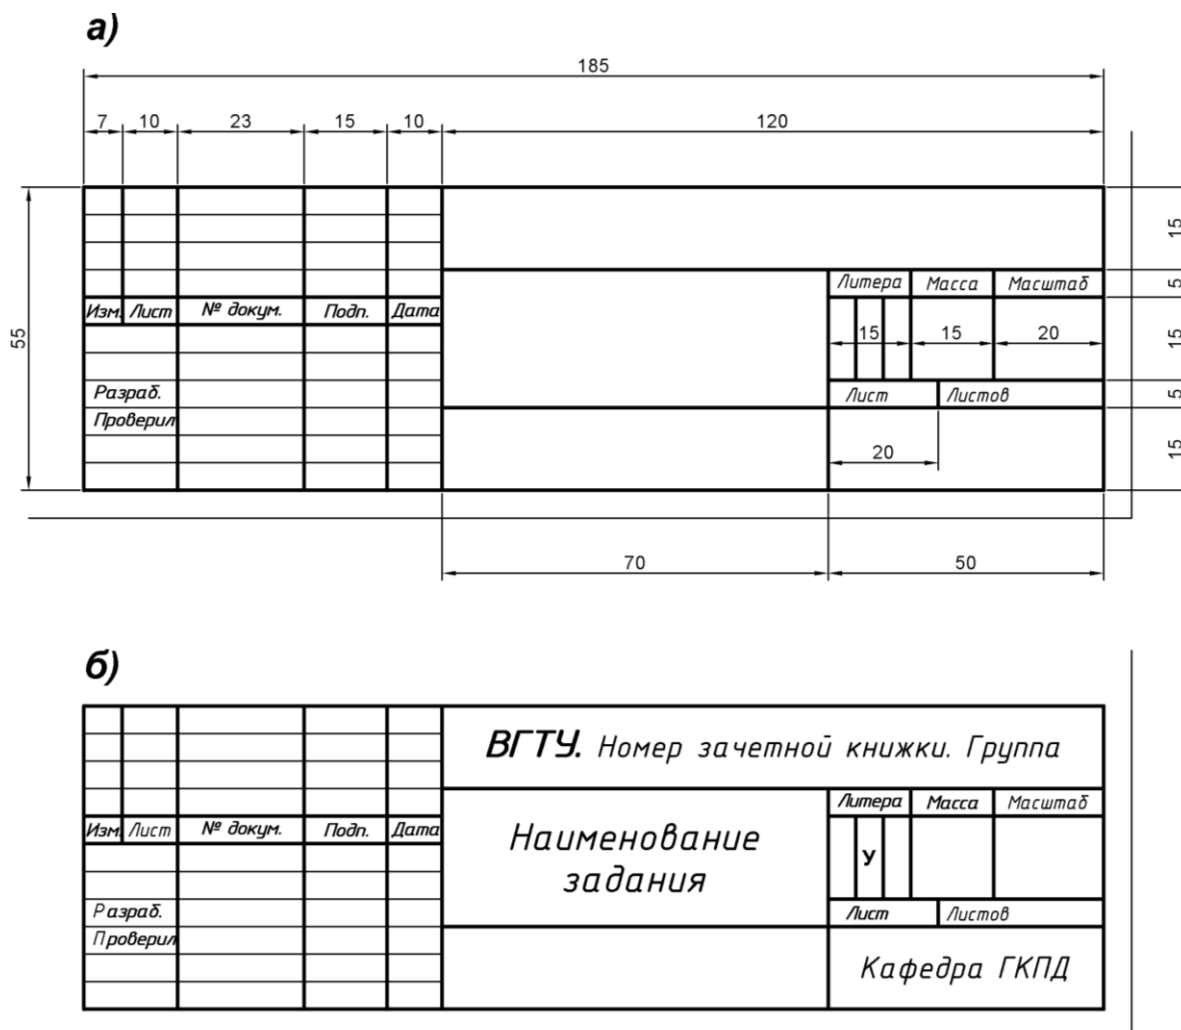 а)
185
7 10 23 15 10 120
15
Литера Масса Масштаб 5
Изм. Лист № докум. Подп. Дата
55 15 15 20 15
Разраб. Лист Листов 5
Проверил
20 15
70 50
б)
ВГТУ. Номер зачетной книжки. Группа
Литера Масса Масштаб
Изм. Лист № докум. Подп. Дата
Наименование
задания
У
Разраб. Лист Листов
Проверил
Кафедра ГКПД